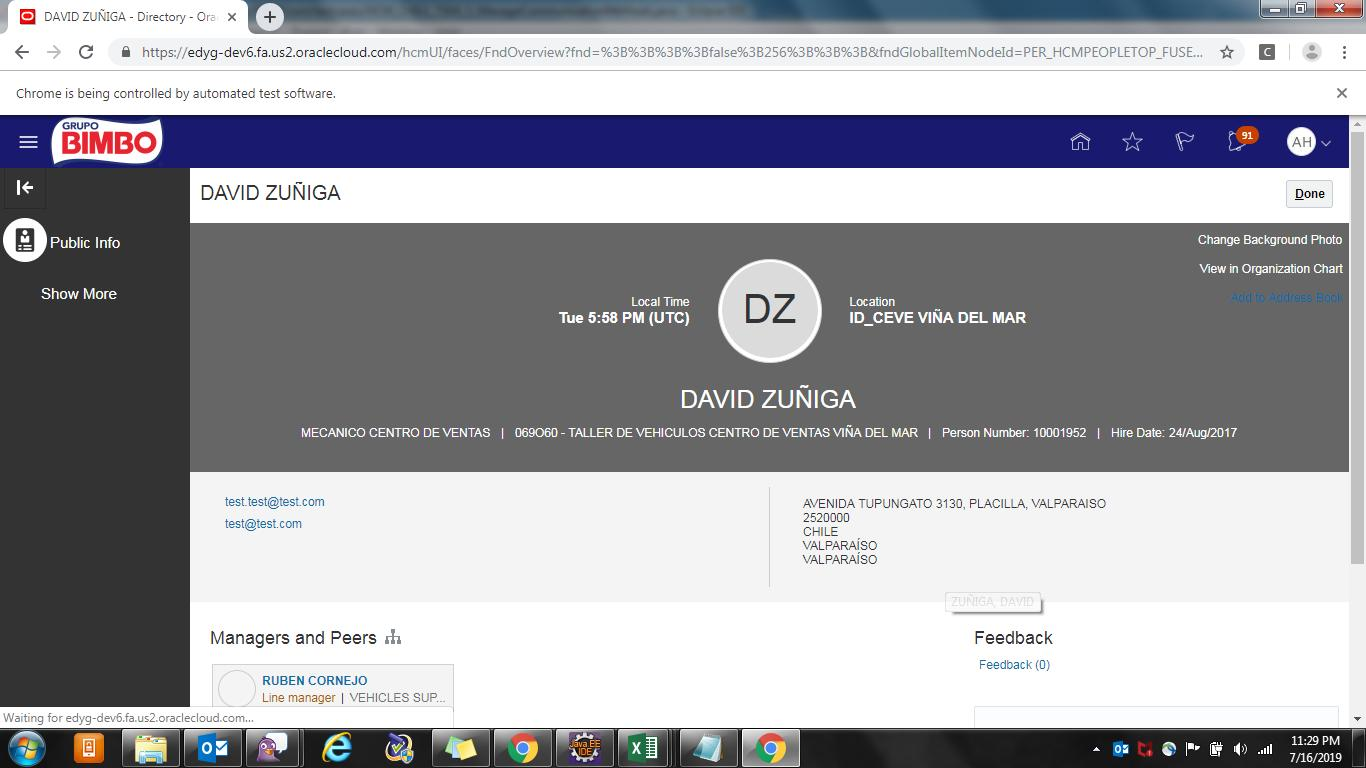 DAVID ZUÑIGA - Directory - Ora
https://edyg-dev6.fa.us2.oraclecloud.com/hcmUI/faces/FndOverview?fnd=%3B%3B%3B%3Bfalse%3B256%3B%3B%3B&fndGlobalItemNodeId=PER_HCMPEOPLETOP_FUSE...
C
Chrome is being controlled by automated test software.
GRUPO
BIMBO
91
AH
DAVID ZUÑIGA
Done
Public Info
Show More
Change Background Photo
View in Organization Chart
Add to Address Book
Local Time
Tue 5:58 PM (UTC)
DZ
Location
ID_CEVE VIÑA DEL MAR
DAVID ZUÑIGA
MECANICO CENTRO DE VENTAS | 069O60 - TALLER DE VEHICULOS CENTRO DE VENTAS VIÑA DEL MAR | Person Number: 10001952 | Hire Date: 24/Aug/2017
test.test@test.com
test@test.com
AVENIDA TUPUNGATO 3130, PLACILLA, VALPARAISO
2520000
CHILE
VALPARAÍSO
VALPARAÍSO
ZUÑIGA, DAVID
Managers and Peers
RUBEN CORNEJO
Line manager | VEHICLES SUP...
Feedback
Feedback (0)
Waiting for edyg-dev6.fa.us2.oraclecloud.com...
Java EE
IDE
11:29 PM
7/16/2019